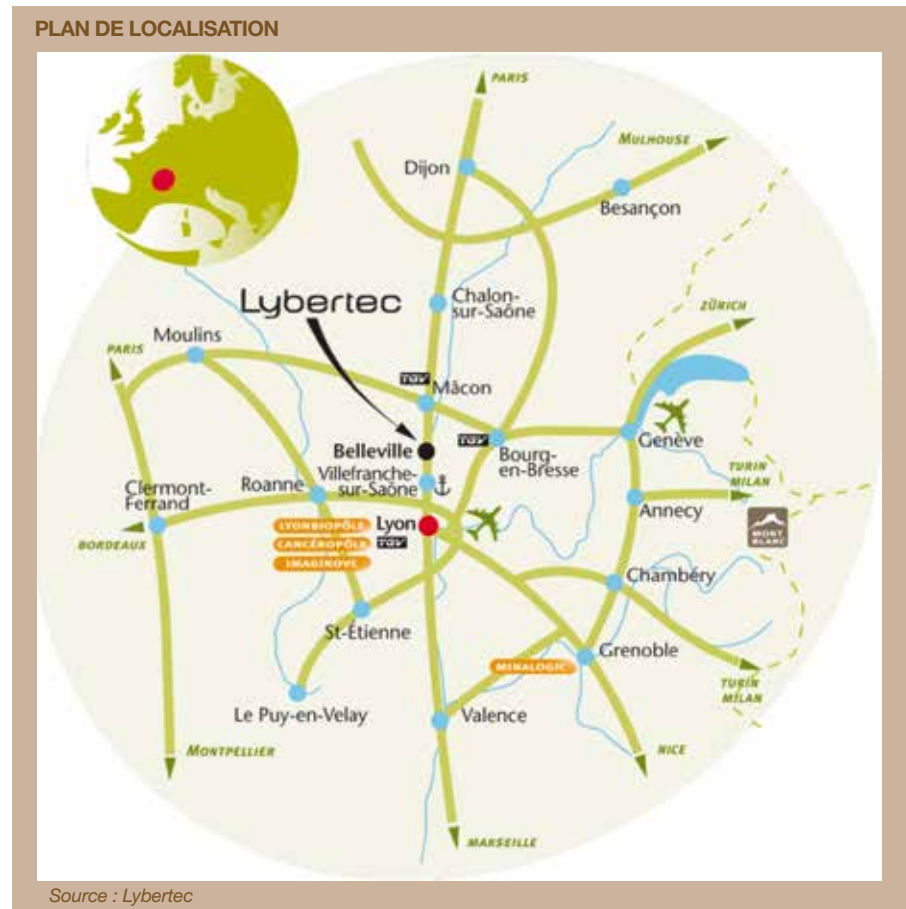 PLAN DE LOCALISATION
PARIS
MULHOUSE
Dijon
Besançon
Lybertec
Chalon-
sur-Saône
ZÜRICH
Moulins
PARIS
TGV
Mâcon
Belleville
TGV
Bourg-
en-Bresse
Genève
Villefranche-
sur-Saône
TURIN
MILAN
Clermont-
Ferrand
Roanne
Annecy
LYONBIOPÔLE
Lyon
CANCÉROPÔLE
TGV
IMAGINOVE
BORDEAUX
MONT
BLANC
Chambéry
St-Étienne
Grenoble
MINALOGIC
TURIN
MILAN
Le Puy-en-Velay
Valence
MONTPELLIER
NICE
MARSEILLE
Source : Lybertec